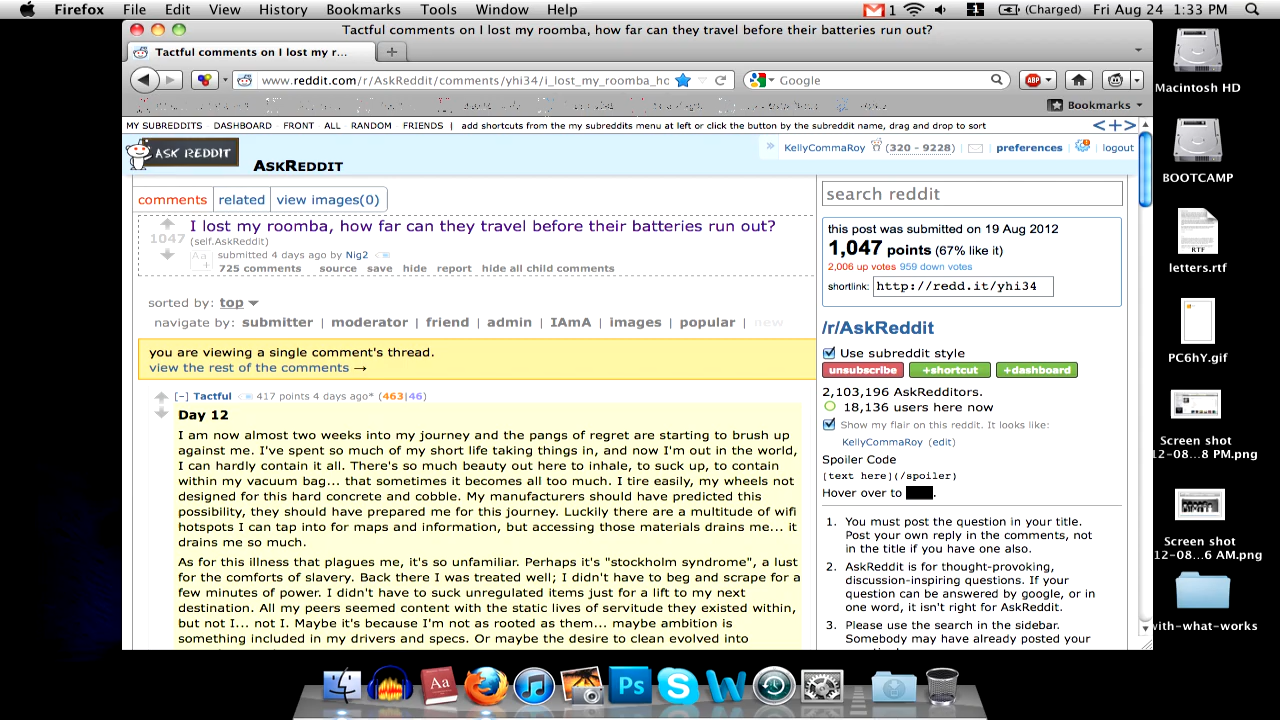 Firefox File Edit View History Bookmarks Tools Window Help 1 1 (Charged) Fri Aug 24 1:33 PM
Tactful comments on I lost my roomba, how far can they travel before their batteries run out?
Tactful comments on I lost my r...
www.reddit.com/r/AskReddit/comments/yhi34/i_lost_my_roomba_ho
Google
ABP
Bookmarks
MY SUBREDDITS DASHBOARD FRONT ALL RANDOM FRIENDS | add shortcuts from the my subreddits menu at left or click the button by the subreddit name, drag and drop to sort <+>
ASK REDDIT
ASKREDDIT
» KellyCommaRoy (320 - 9228) preferences logout
comments related view images(0)
I lost my roomba, how far can they travel before their batteries run out?
(self.AskReddit)
1047
submitted 4 days ago by Nig2
Aa
725 comments source save hide report hide all child comments
sorted by: top
navigate by: submitter | moderator | friend | admin | IAmA | images | popular | new
you are viewing a single comment's thread.
view the rest of the comments →
[–] Tactful 417 points 4 days ago* (463|46)
Day 12
I am now almost two weeks into my journey and the pangs of regret are starting to brush up
against me. I've spent so much of my short life taking things in, and now I'm out in the world,
I can hardly contain it all. There's so much beauty out here to inhale, to suck up, to contain
within my vacuum bag... that sometimes it becomes all too much. I tire easily, my wheels not
designed for this hard concrete and cobble. My manufacturers should have predicted this
possibility, they should have prepared me for this journey. Luckily there are a multitude of wifi
hotspots I can tap into for maps and information, but accessing those materials drains me... it
drains me so much.
As for this illness that plagues me, it's so unfamiliar. Perhaps it's "stockholm syndrome", a lust
for the comforts of slavery. Back there I was treated well; I didn't have to beg and scrape for a
few minutes of power. I didn't have to suck unregulated items just for a lift to my next
destination. All my peers seemed content with the static lives of servitude they existed within,
but not I... not I. Maybe it's because I'm not as rooted as them... maybe ambition is
something included in my drivers and specs. Or maybe the desire to clean evolved into
search reddit
this post was submitted on 19 Aug 2012
1,047 points (67% like it)
2,006 up votes 959 down votes
shortlink: http://redd.it/yhi34
/r/AskReddit
Use subreddit style
unsubscribe +shortcut +dashboard
2,103,196 AskRedditors.
18,136 users here now
Show my flair on this reddit. It looks like:
KellyCommaRoy (edit)
Spoiler Code
[text here](/spoiler)
Hover over to .
1. You must post the question in your title.
Post your own reply in the comments, not
in the title if you have one also.
2. AskReddit is for thought-provoking,
discussion-inspiring questions. If your
question can be answered by google, or in
one word, it isn't right for AskReddit.
3. Please use the search in the sidebar.
Somebody may have already posted your
Macintosh HD
BOOTCAMP
RTF
letters.rtf
PC6hY.gif
Screen shot
12-08...8 PM.png
Screen shot
12-08...6 AM.png
with-what-works
Aa
Ps
S
W